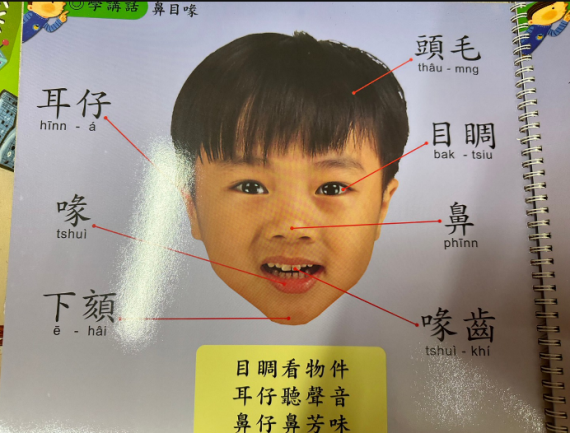 學講話 鼻目喙
頭毛
thâu - mng
耳仔
hīnn - á
目睭
bak - tsiu
喙
tshuì
鼻
phīnn
下頦
ē - hâi
喙齒
tshuì - khí
目睭看物件
耳仔聽聲音
鼻仔鼻芳味